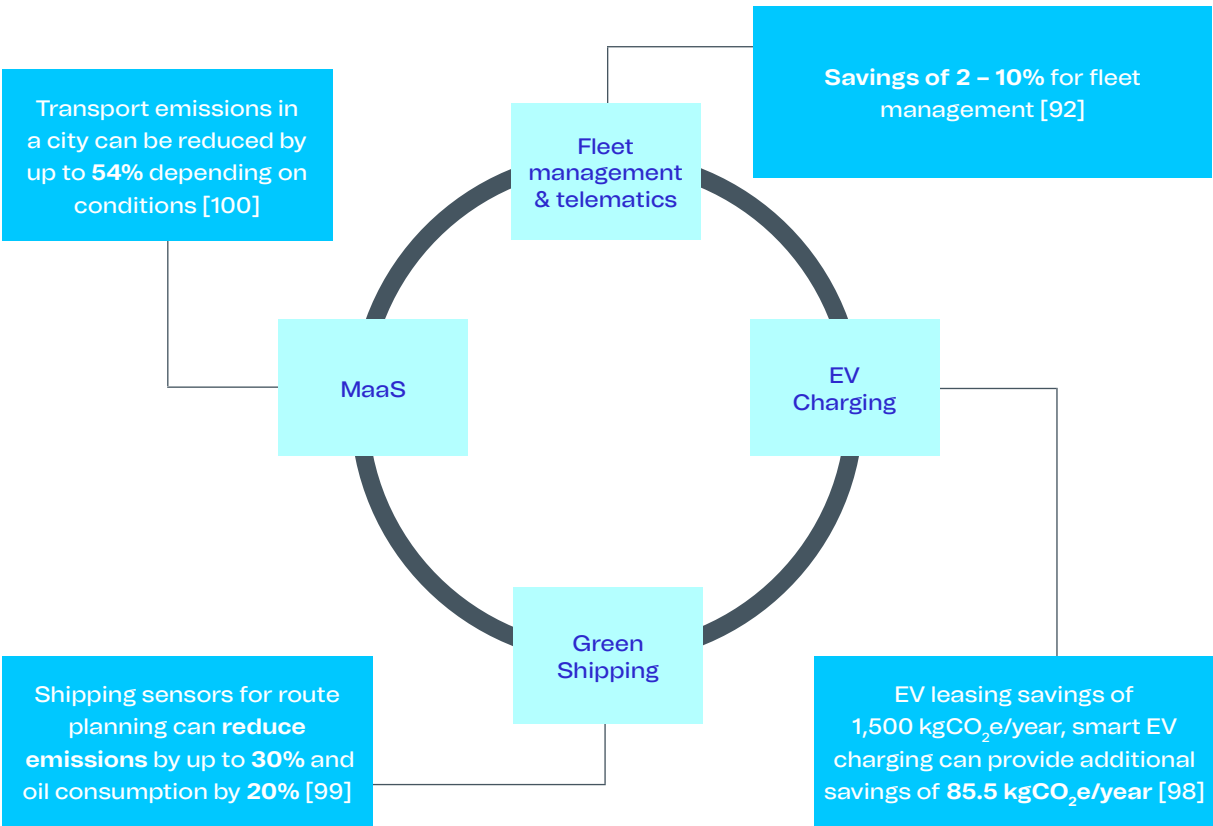 Savings of 2 – 10% for fleet
management [92]
Transport emissions in
a city can be reduced by
up to 54% depending on
conditions [100]
Fleet
management
& telematics
MaaS
EV
Charging
Green
Shipping
Shipping sensors for route
planning can reduce
emissions by up to 30% and
oil consumption by 20% [99]
EV leasing savings of
1,500 kgCO₂e/year, smart EV
charging can provide additional
savings of 85.5 kgCO₂e/year [98]